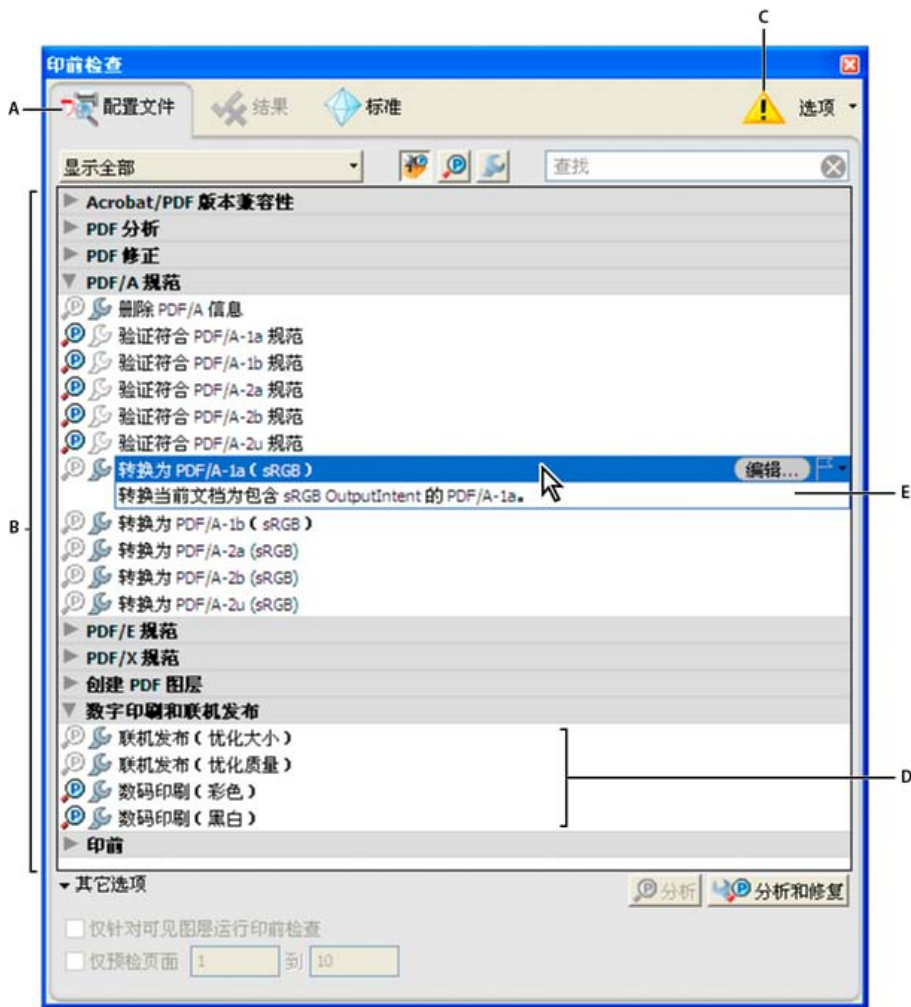 C
印前检查
A
配置文件
结果
标准
选项
显示全部
查找
Acrobat/PDF 版本兼容性
PDF 分析
PDF 修正
PDF/A 规范
删除 PDF/A 信息
验证符合 PDF/A-1a 规范
验证符合 PDF/A-1b 规范
验证符合 PDF/A-2a 规范
验证符合 PDF/A-2b 规范
验证符合 PDF/A-2u 规范
转换为 PDF/A-1a ( sRGB )
编辑...
转换当前文档为包含 sRGB OutputIntent 的 PDF/A-1a。
E
B
转换为 PDF/A-1b ( sRGB )
转换为 PDF/A-2a (sRGB)
转换为 PDF/A-2b (sRGB)
转换为 PDF/A-2u (sRGB)
PDF/E 规范
PDF/X 规范
创建 PDF 图层
数字印刷和联机发布
联机发布 ( 优化大小 )
联机发布 ( 优化质量 )
D
数码印刷 ( 彩色 )
数码印刷 ( 黑白 )
印前
其它选项
分析
分析和修复
仅针对可见图层运行印前检查
仅预检页面 1 到 10